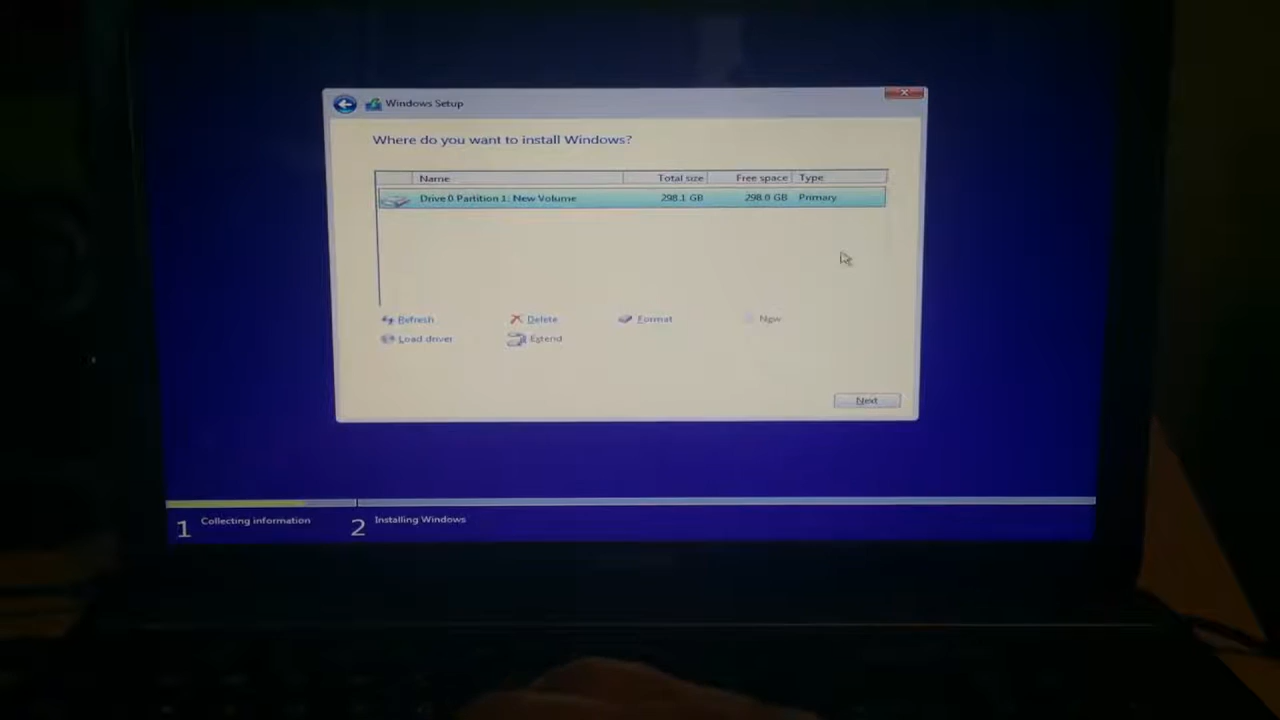 Windows Setup
Where do you want to install Windows?
Name Total size Free space Type
Drive 0 Partition 1: New Volume 298.1 GB 298.0 GB Primary
Refresh Delete Format New
Load driver Extend
Next
1 Collecting information 2 Installing Windows